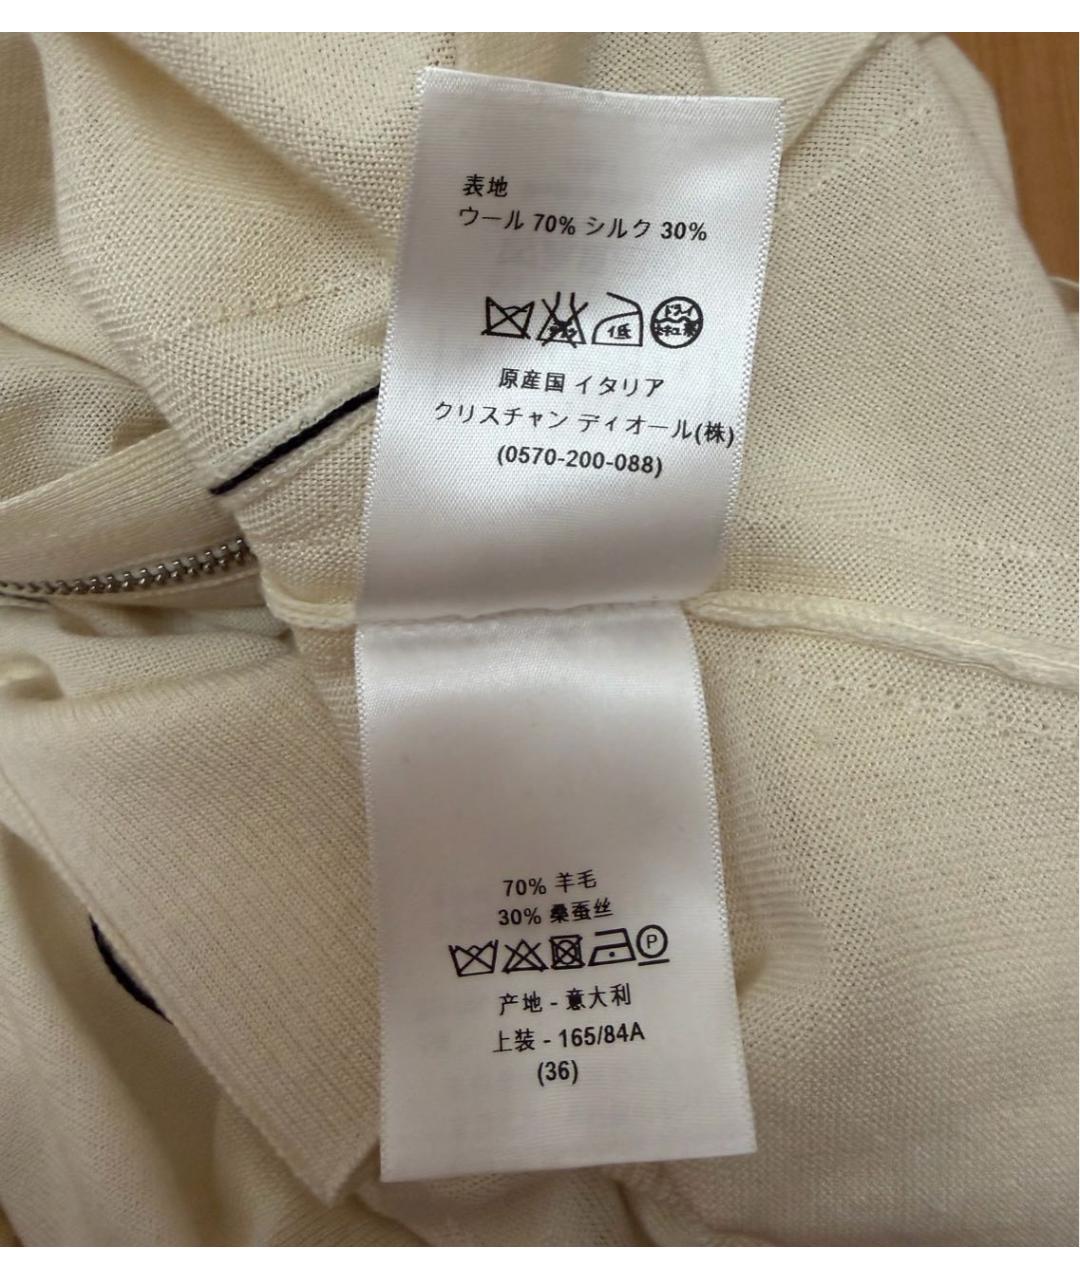 表地
ウール 70% シルク 30%
低
原産国 イタリア
クリスチャン ディオール(株)
(0570-200-088)
70% 羊毛
30% 桑蚕丝
P
产地 - 意大利
上装 - 165/84A
(36)